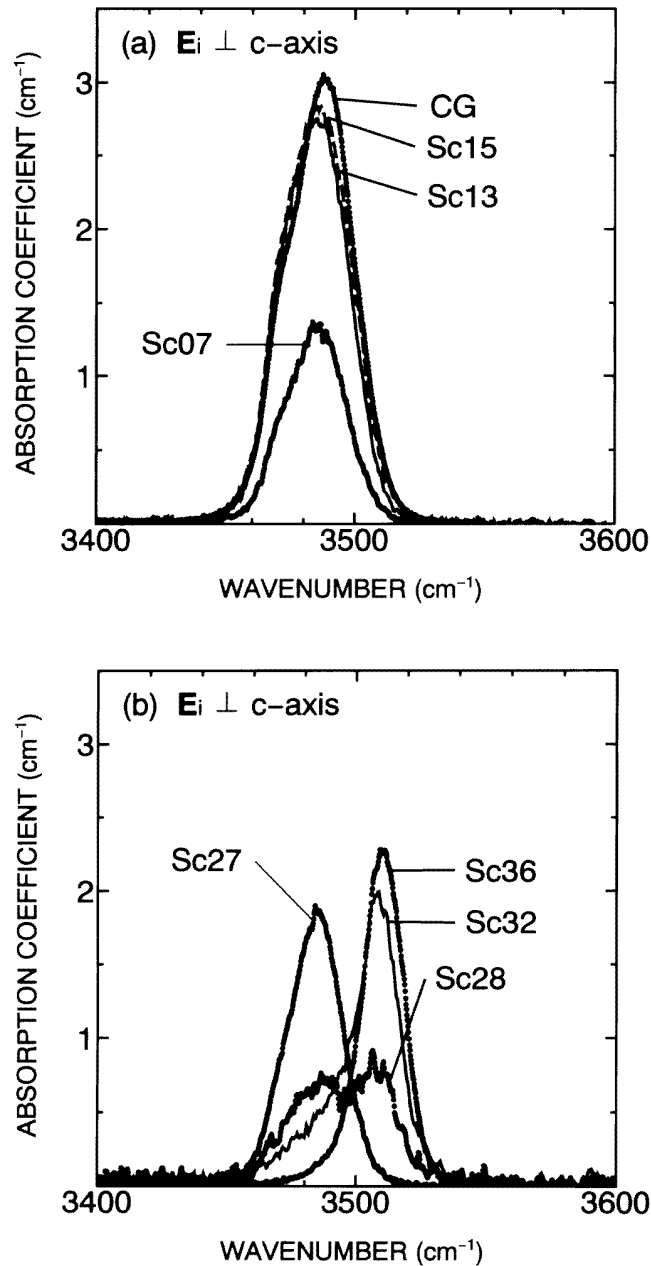 (a) Ei ⊥ c-axis
3
2
1
ABSORPTION COEFFICIENT (cm⁻¹)
CG
Sc15
Sc13
Sc07
3400
3500
3600
WAVENUMBER (cm⁻¹)
(b) Ei ⊥ c-axis
3
2
1
ABSORPTION COEFFICIENT (cm⁻¹)
Sc27
Sc36
Sc32
Sc28
3400
3500
3600
WAVENUMBER (cm⁻¹)